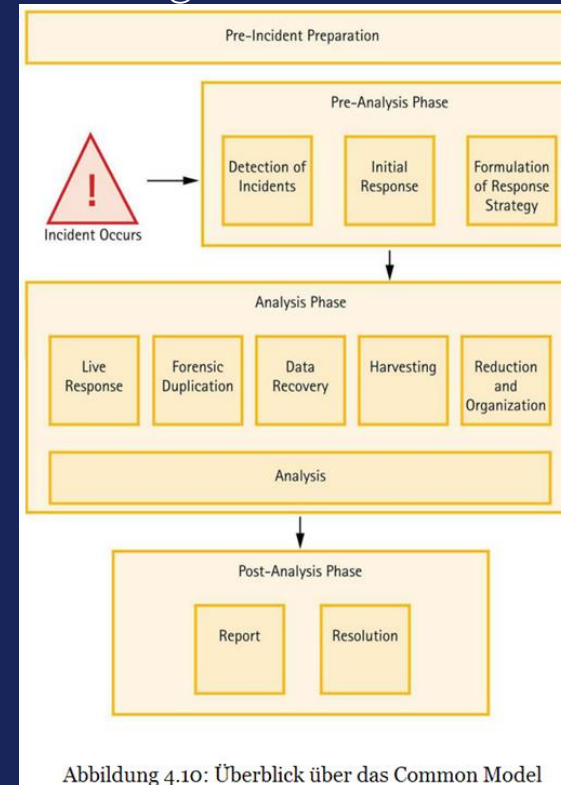 Pre-Incident Preparation
Pre-Analysis Phase
Detection of
Incidents
Initial
Response
Formulation
of Response
Strategy
!
Incident Occurs
Analysis Phase
Live
Response
Forensic
Duplication
Data
Recovery
Harvesting
Reduction
and
Organization
Analysis
Post-Analysis Phase
Report
Resolution
Abbildung 4.10: Überblick über das Common Model